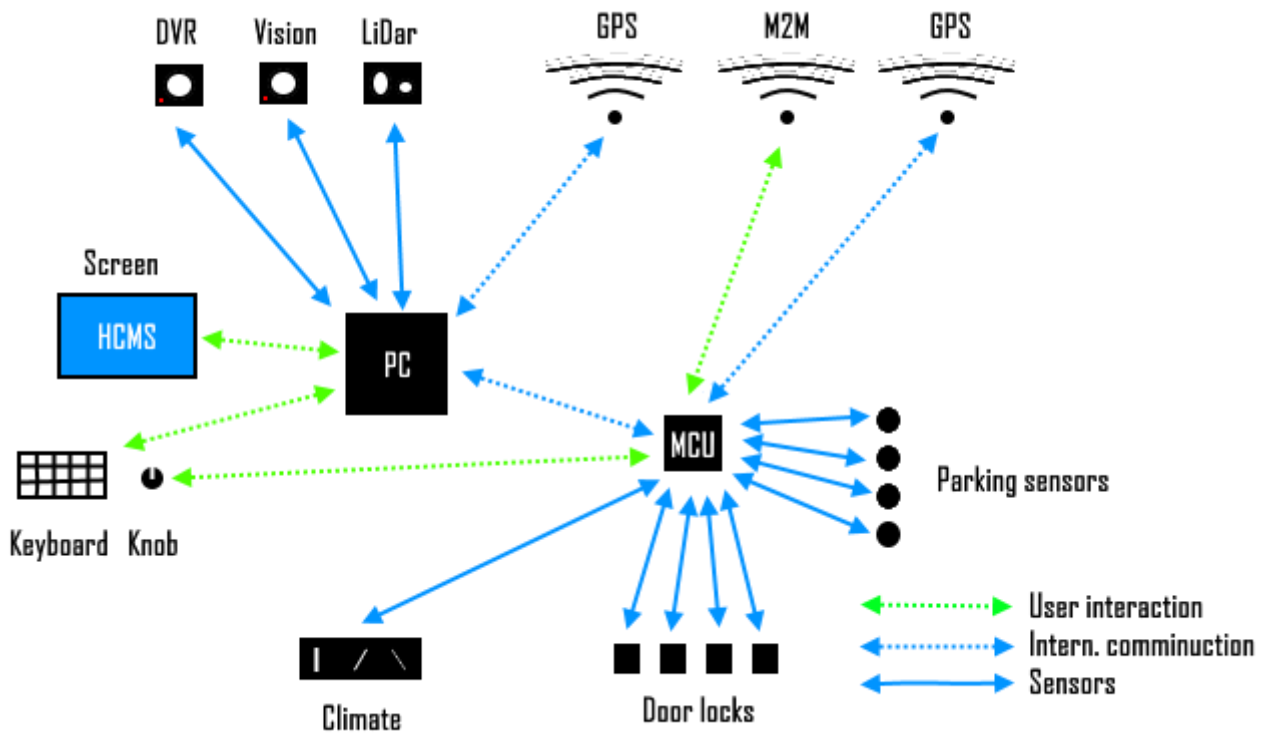 DVR Vision LiDar GPS M2M GPS
Screen
HCMS
PC
MCU
Parking sensors
Keyboard Knob
User interaction
Intern. comminuction
Sensors
Door locks
Climate